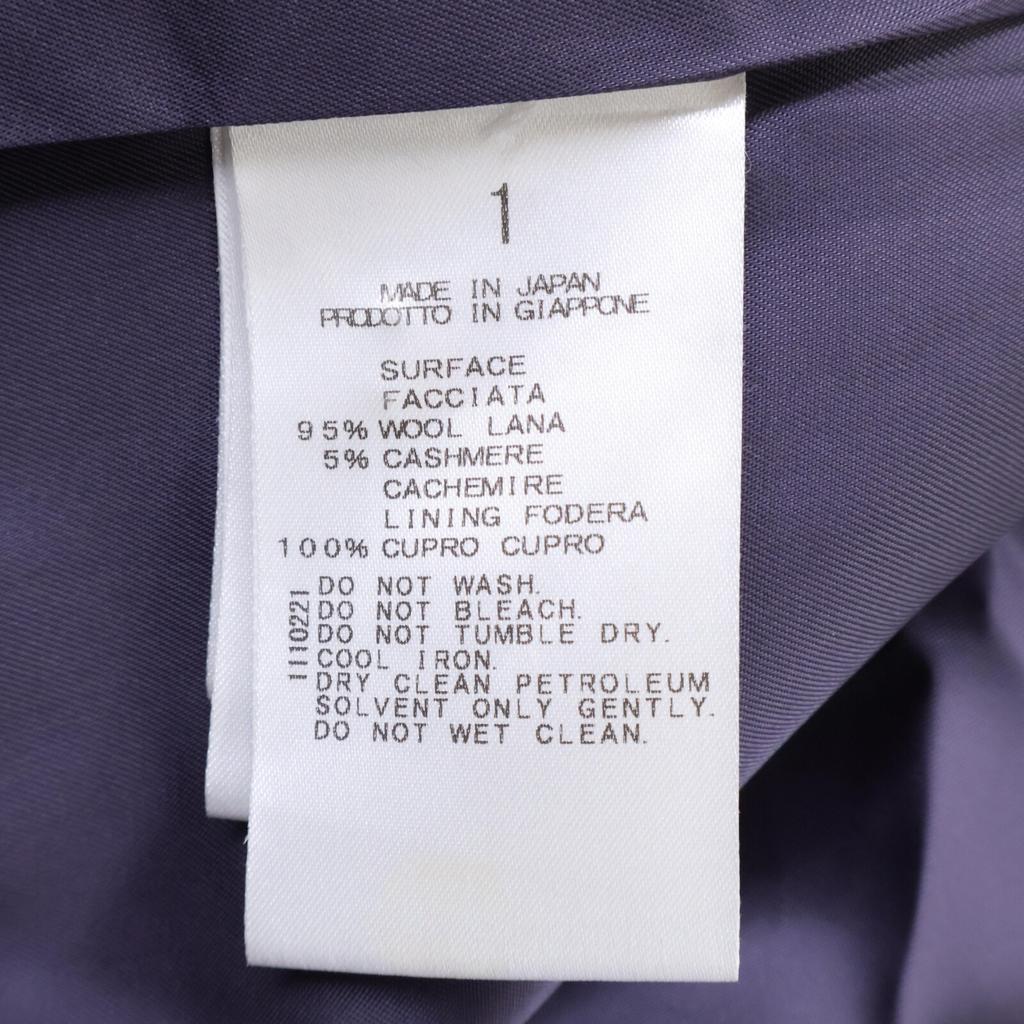 1
MADE IN JAPAN
PRODOTTO IN GIAPPONE
SURFACE
FACCIATA
95% WOOL LANA
5% CASHMERE
CACHEMIRE
LINING FODERA
100% CUPRO CUPRO
1110221
DO NOT WASH.
DO NOT BLEACH.
DO NOT TUMBLE DRY.
COOL IRON.
DRY CLEAN PETROLEUM
SOLVENT ONLY GENTLY.
DO NOT WET CLEAN.